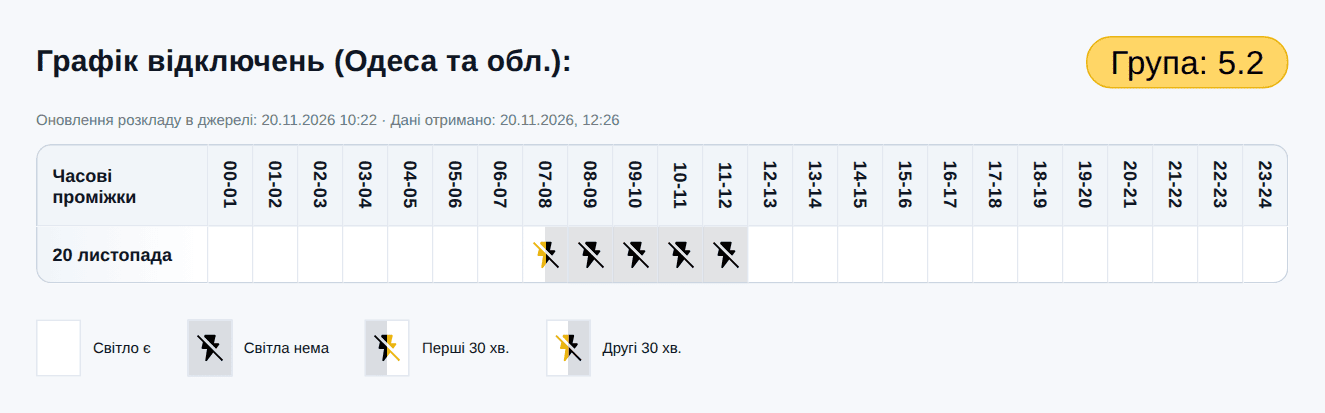 Графік відключень (Одеса та обл.):
Група: 5.2
Оновлення розкладу в джерелі: 20.11.2026 10:22 · Дані отримано: 20.11.2026, 12:26
Часові
проміжки
00-01
01-02
02-03
03-04
04-05
05-06
06-07
07-08
08-09
09-10
10-11
11-12
12-13
13-14
14-15
15-16
16-17
17-18
18-19
19-20
20-21
21-22
22-23
23-24
20 листопада
Світло є
Світла нема
Перші 30 хв.
Другі 30 хв.